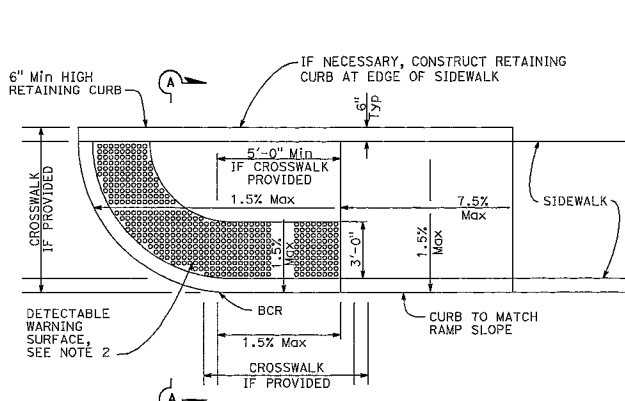 IF NECESSARY, CONSTRUCT RETAINING
CURB AT EDGE OF SIDEWALK
6" Min HIGH
RETAINING CURB
A
6"
Typ
5'-0" Min
IF CROSSWALK
PROVIDED
CROSSWALK
IF PROVIDED
1.5% Max
7.5%
Max
SIDEWALK
1.5%
Max
3'-0"
1.5%
Max
DETECTABLE
WARNING
SURFACE,
SEE NOTE 2
BCR
CURB TO MATCH
RAMP SLOPE
1.5% Max
CROSSWALK
IF PROVIDED
A